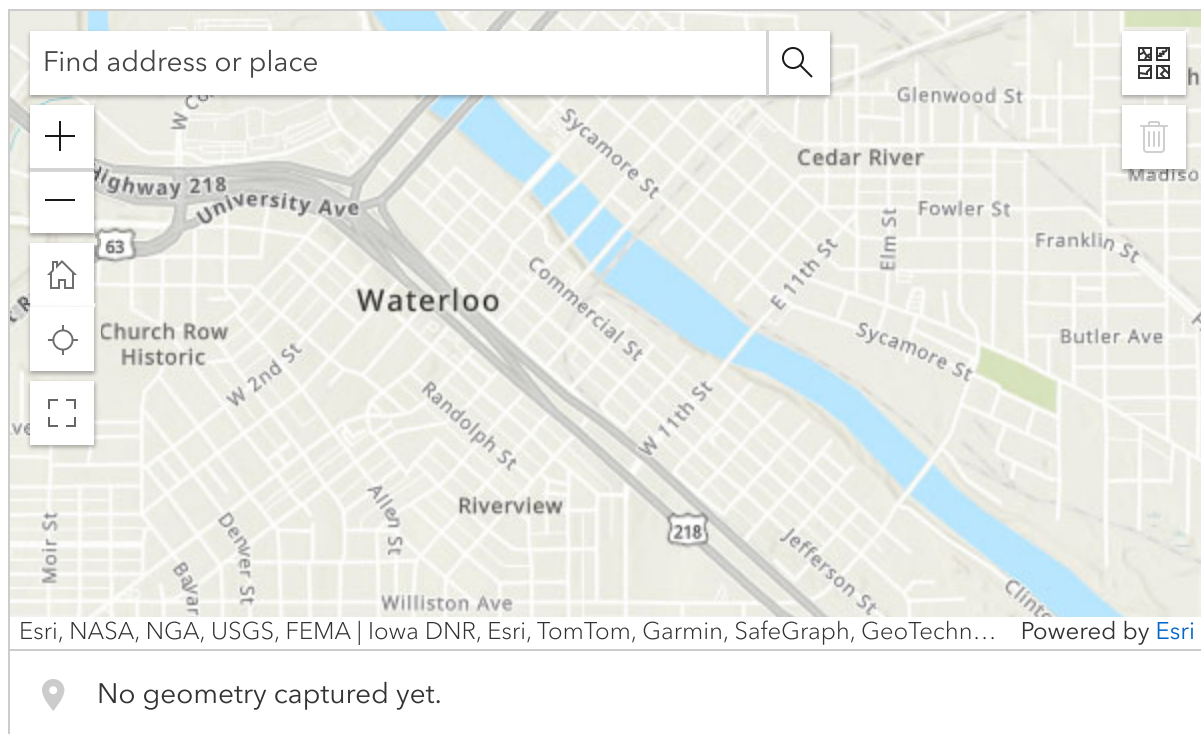 Find address or place
W Co
Glenwood St
Sycamore St
Cedar River
Madiso
Highway 218
University Ave
Fowler St
63
Elm St
Franklin St
E 11th St
Commercial St
Waterloo
Church Row
Historic
Sycamore St
Butler Ave
W 2nd St
Randolph St
W 11th St
Riverview
Allen St
218
Moir St
Denver St
Bavar
Jefferson St
Williston Ave
Clinto
Esri, NASA, NGA, USGS, FEMA | Iowa DNR, Esri, TomTom, Garmin, SafeGraph, GeoTechn... Powered by Esri
No geometry captured yet.